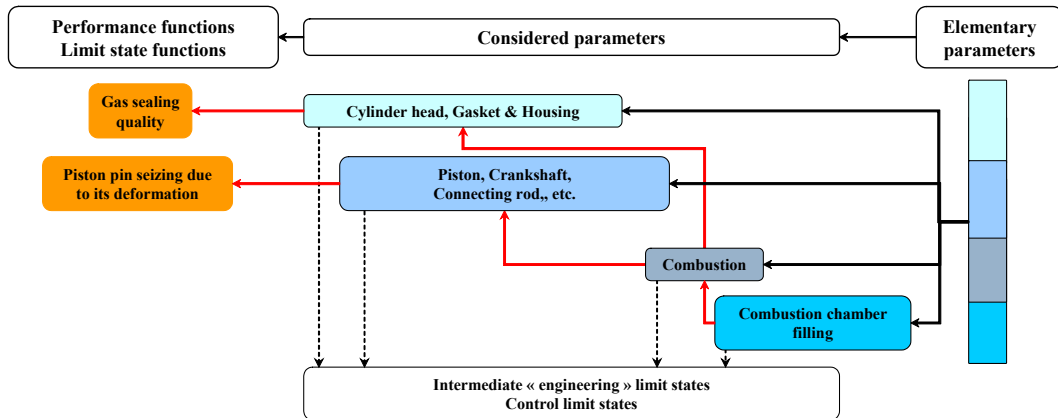 Performance functions
Limit state functions
Considered parameters
Elementary
parameters
Gas sealing
quality
Cylinder head, Gasket & Housing
Piston pin seizing due
to its deformation
Piston, Crankshaft,
Connecting rod,, etc.
Combustion
Combustion chamber
filling
Intermediate « engineering » limit states
Control limit states